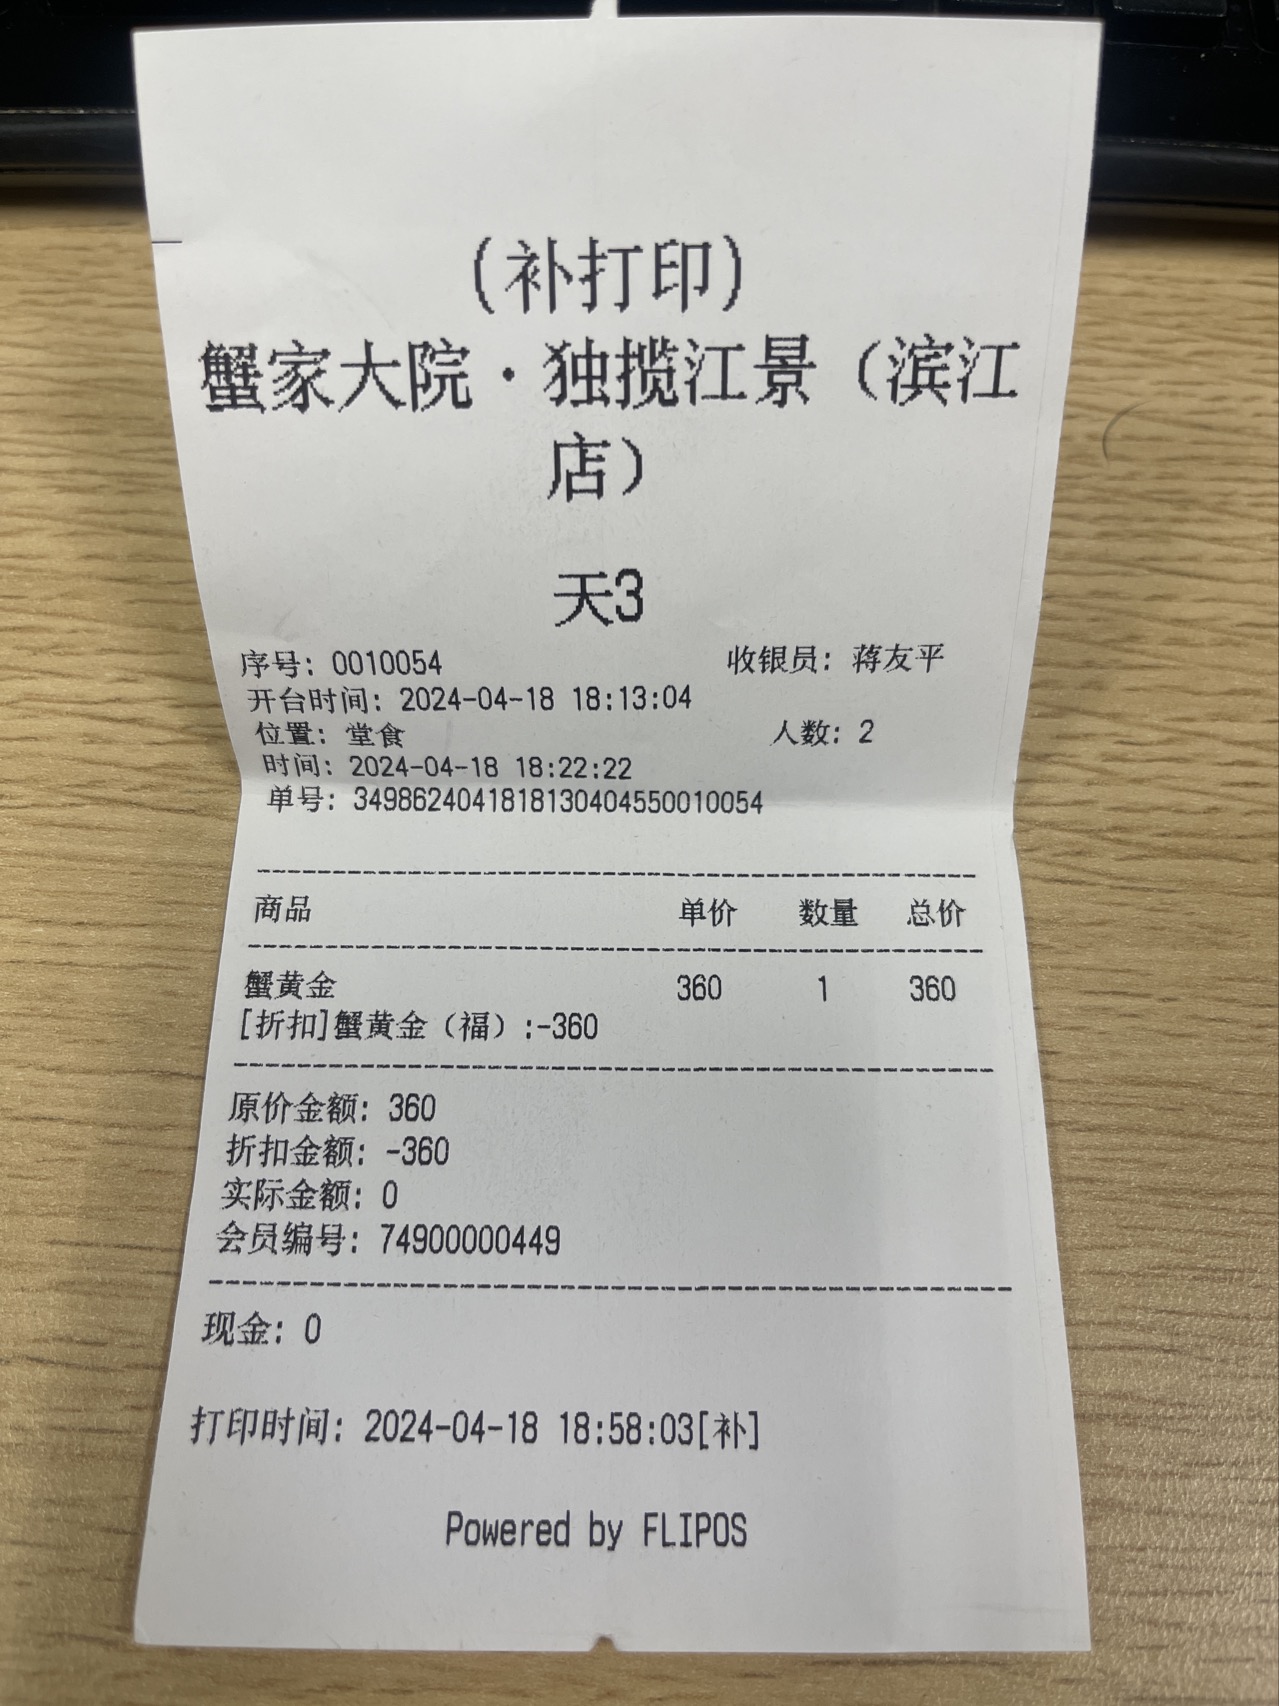 (补打印)
蟹家大院·独揽江景（滨江
店）
天3
序号: 0010054 收银员: 蒋友平
开台时间: 2024-04-18 18:13:04
位置: 堂食 人数: 2
时间: 2024-04-18 18:22:22
单号: 3498624041818130404550010054
商品 单价 数量 总价
蟹黄金 360 1 360
[折扣]蟹黄金（福）:-360
原价金额: 360
折扣金额: -360
实际金额: 0
会员编号: 74900000449
现金: 0
打印时间: 2024-04-18 18:58:03[补]
Powered by FLIPOS